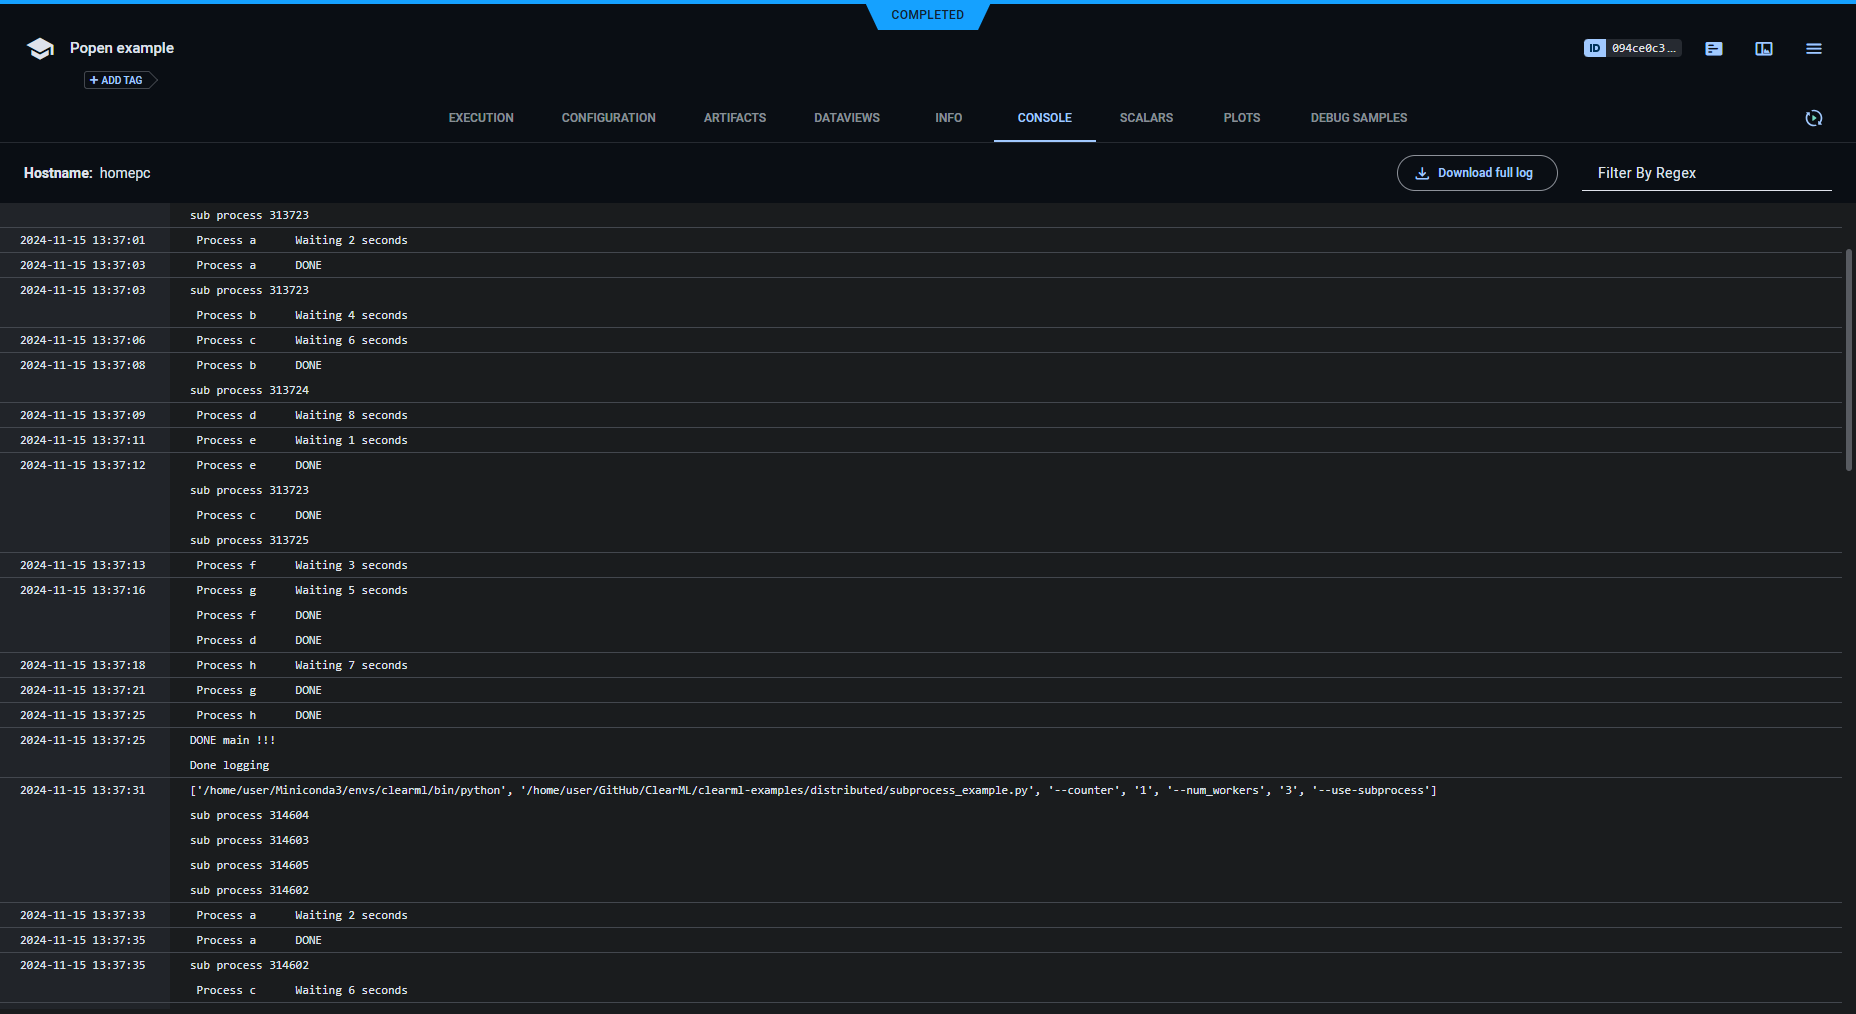 COMPLETED
Popen example
ID 094ce0c3...
+ ADD TAG
EXECUTION CONFIGURATION ARTIFACTS DATAVIEWS INFO CONSOLE SCALARS PLOTS DEBUG SAMPLES
Hostname: homepc
Download full log
Filter By Regex
sub process 313723
2024-11-15 13:37:01 Process a Waiting 2 seconds
2024-11-15 13:37:03 Process a DONE
2024-11-15 13:37:03 sub process 313723
Process b Waiting 4 seconds
2024-11-15 13:37:06 Process c Waiting 6 seconds
2024-11-15 13:37:08 Process b DONE
sub process 313724
2024-11-15 13:37:09 Process d Waiting 8 seconds
2024-11-15 13:37:11 Process e Waiting 1 seconds
2024-11-15 13:37:12 Process e DONE
sub process 313723
Process c DONE
sub process 313725
2024-11-15 13:37:13 Process f Waiting 3 seconds
2024-11-15 13:37:16 Process g Waiting 5 seconds
Process f DONE
Process d DONE
2024-11-15 13:37:18 Process h Waiting 7 seconds
2024-11-15 13:37:21 Process g DONE
2024-11-15 13:37:25 Process h DONE
2024-11-15 13:37:25 DONE main !!!
Done logging
2024-11-15 13:37:31 ['/home/user/Miniconda3/envs/clearml/bin/python', '/home/user/GitHub/ClearML/clearml-examples/distributed/subprocess_example.py', '--counter', '1', '--num_workers', '3', '--use-subprocess']
sub process 314604
sub process 314603
sub process 314605
sub process 314602
2024-11-15 13:37:33 Process a Waiting 2 seconds
2024-11-15 13:37:35 Process a DONE
2024-11-15 13:37:35 sub process 314602
Process c Waiting 6 seconds